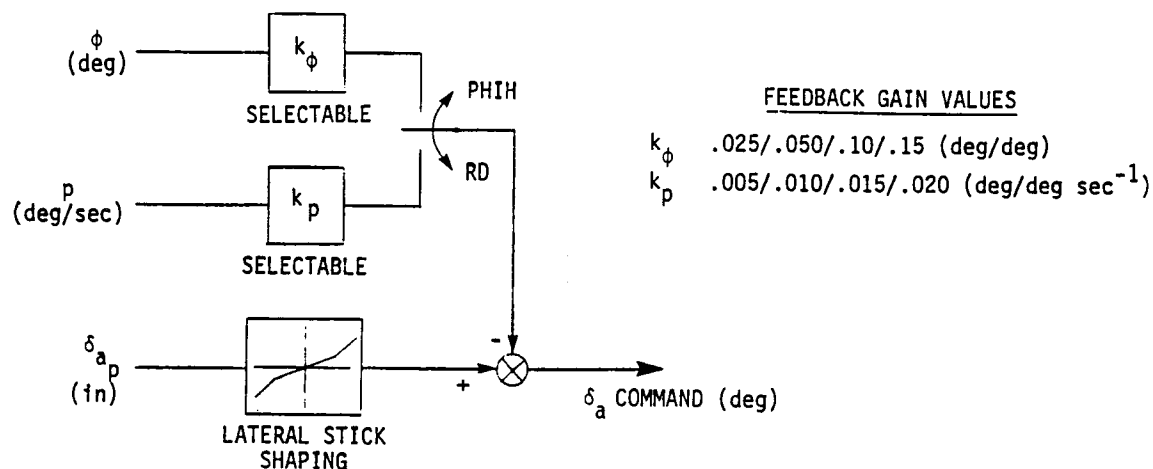 ϕ
(deg)
k_ϕ
SELECTABLE
PHIH
RD
p
(deg/sec)
k_p
SELECTABLE
δ_a_p
(in)
LATERAL STICK
SHAPING
-
+
δ_a COMMAND (deg)
FEEDBACK GAIN VALUES
k_ϕ .025/.050/.10/.15 (deg/deg)
k_p .005/.010/.015/.020 (deg/deg sec⁻¹)